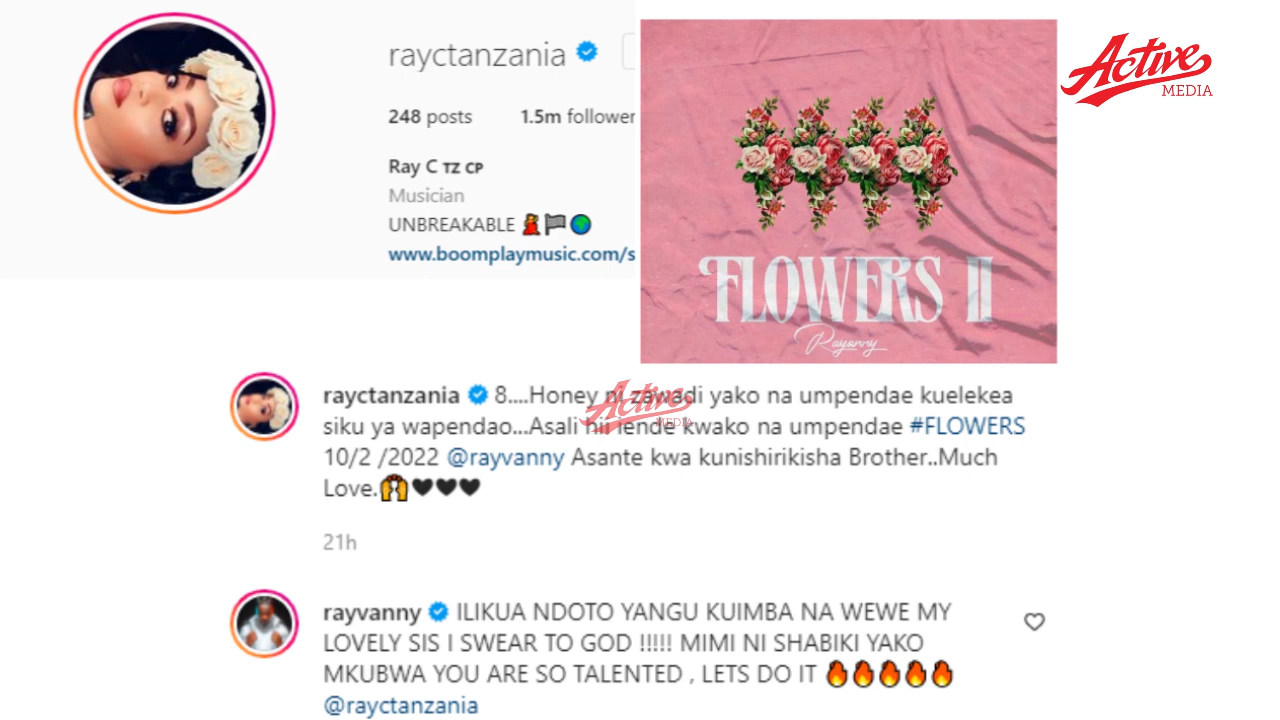 rayctanzania
248 posts 1.5m follower
Ray C TZ CP
Musician
UNBREAKABLE
www.boomplaymusic.com/s
FLOWERS II
Rayvanny
Active
MEDIA
rayctanzania 8....Honey ni zawadi yako na umpendae kuelekea
siku ya wapendao...Asali hii iende kwako na umpendae #FLOWERS
10/2 /2022 @rayvanny Asante kwa kunishirikisha Brother..Much
Love.
Active
MEDIA
21h
rayvanny ILIKUA NDOTO YANGU KUIMBA NA WEWE MY
LOVELY SIS I SWEAR TO GOD !!!!! MIMI NI SHABIKI YAKO
MKUBWA YOU ARE SO TALENTED , LETS DO IT
@rayctanzania